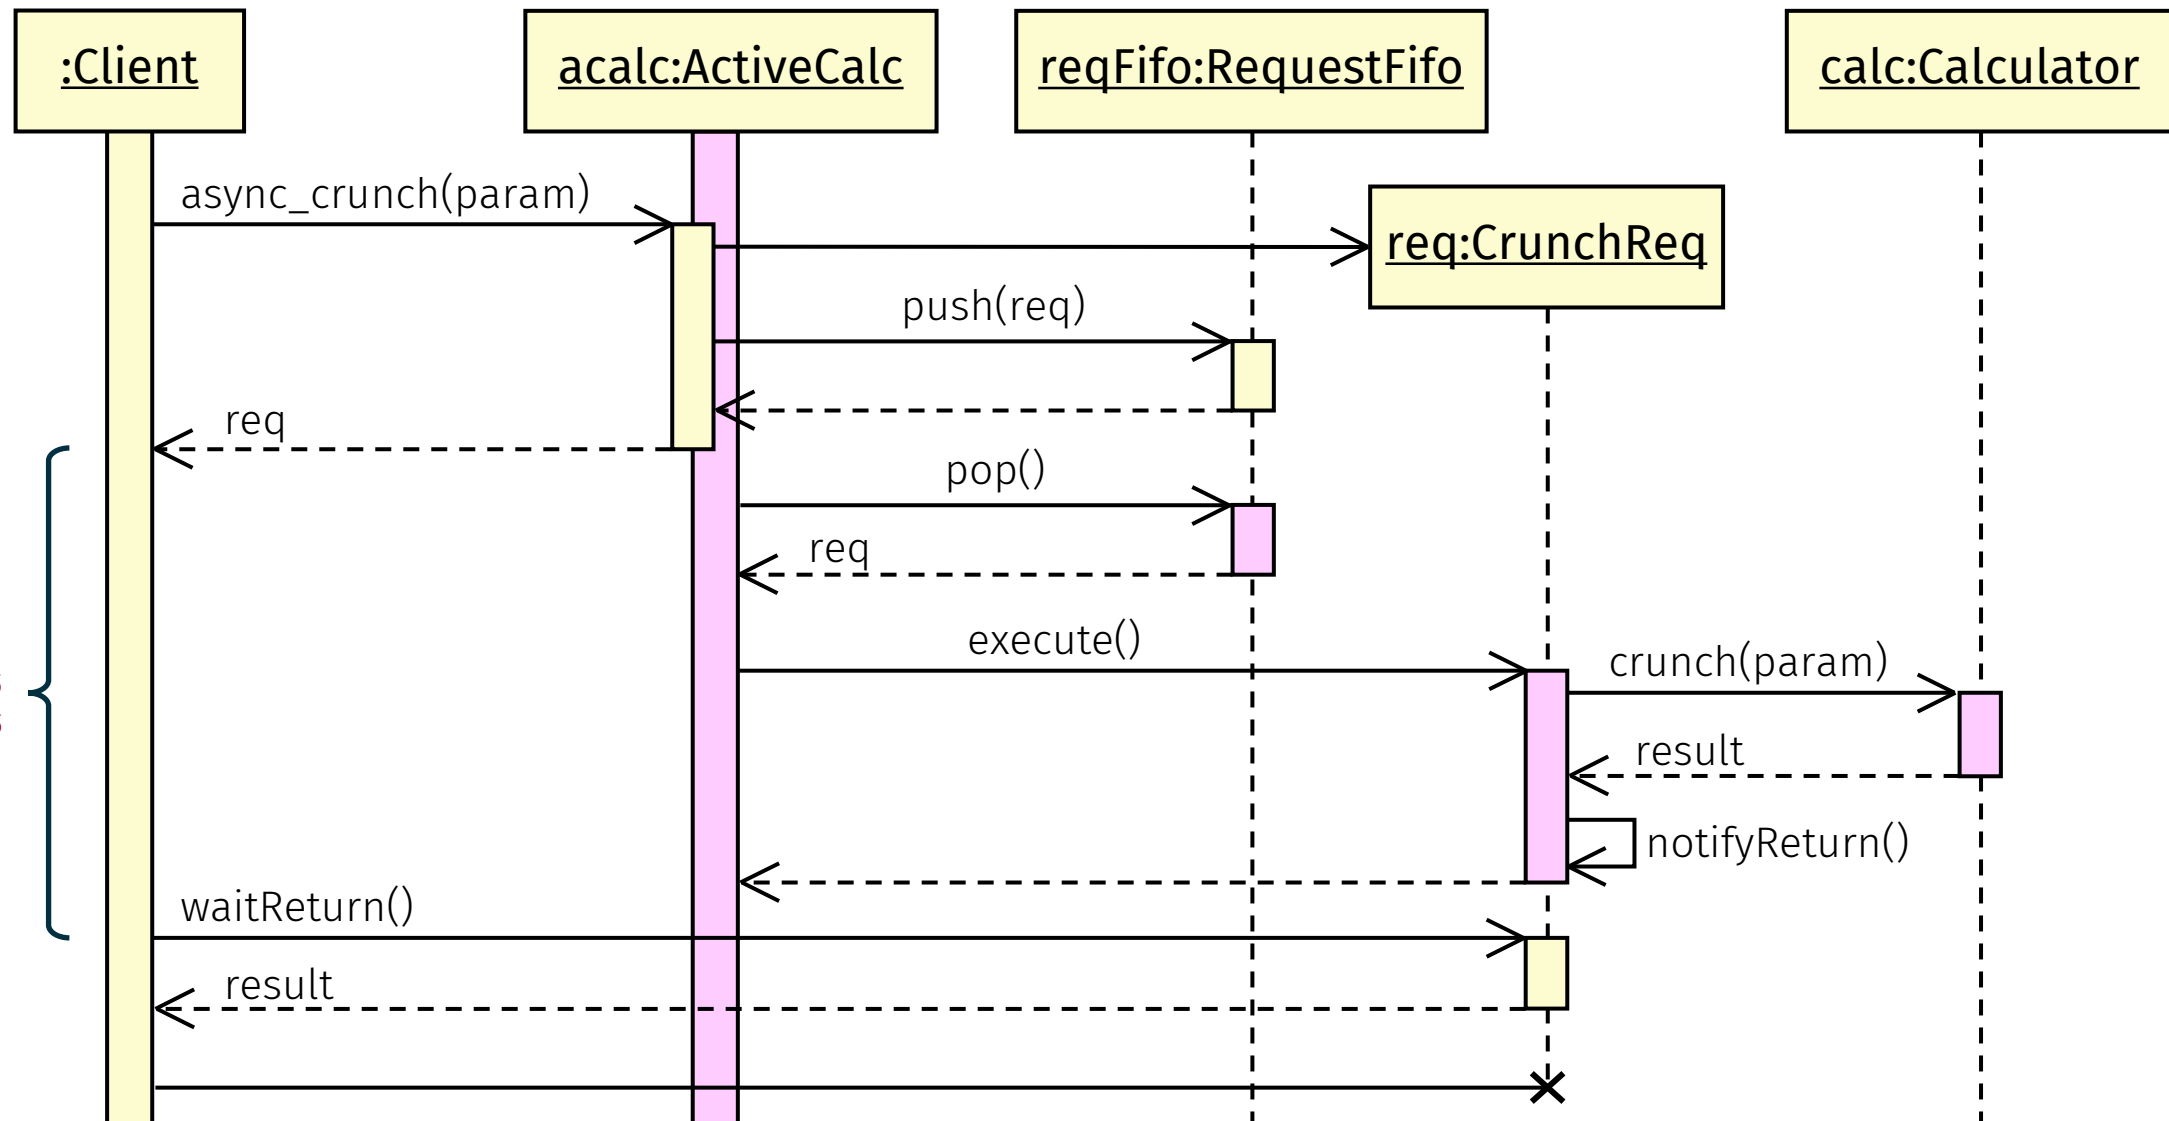 :Client
acalc:ActiveCalc
reqFifo:RequestFifo
calc:Calculator
async_crunch(param)
req:CrunchReq
push(req)
req
pop()
req
execute()
crunch(param)
result
notifyReturn()
waitReturn()
result